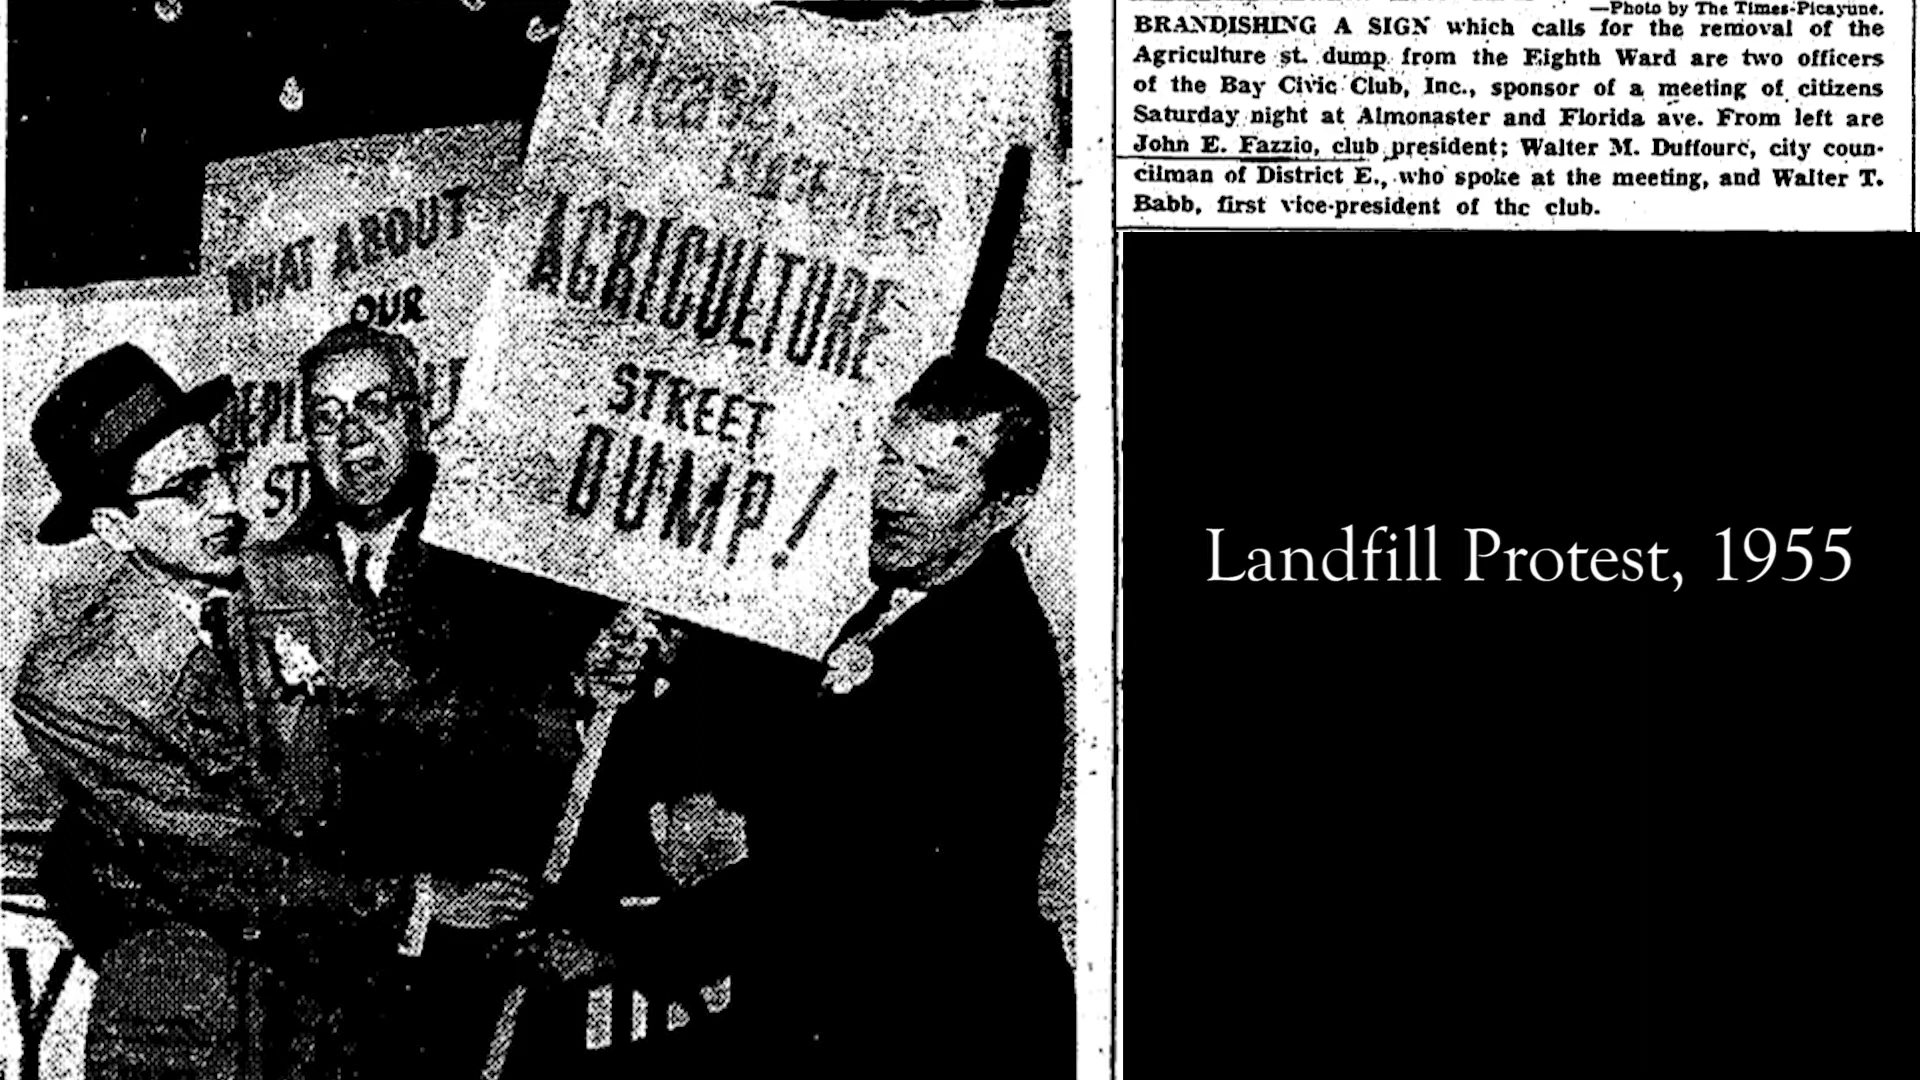 WHAT ABOUT
OUR
ST
Please
AGRICULTURE
STREET
DUMP!
Y
—Photo by The Times-Picayune.
BRANDISHING A SIGN which calls for the removal of the
Agriculture st. dump from the Eighth Ward are two officers
of the Bay Civic Club, Inc., sponsor of a meeting of citizens
Saturday night at Almonaster and Florida ave. From left are
John E. Fazzio, club president; Walter M. Duffourc, city coun-
cilman of District E., who spoke at the meeting, and Walter T.
Babb, first vice-president of the club.
Landfill Protest, 1955